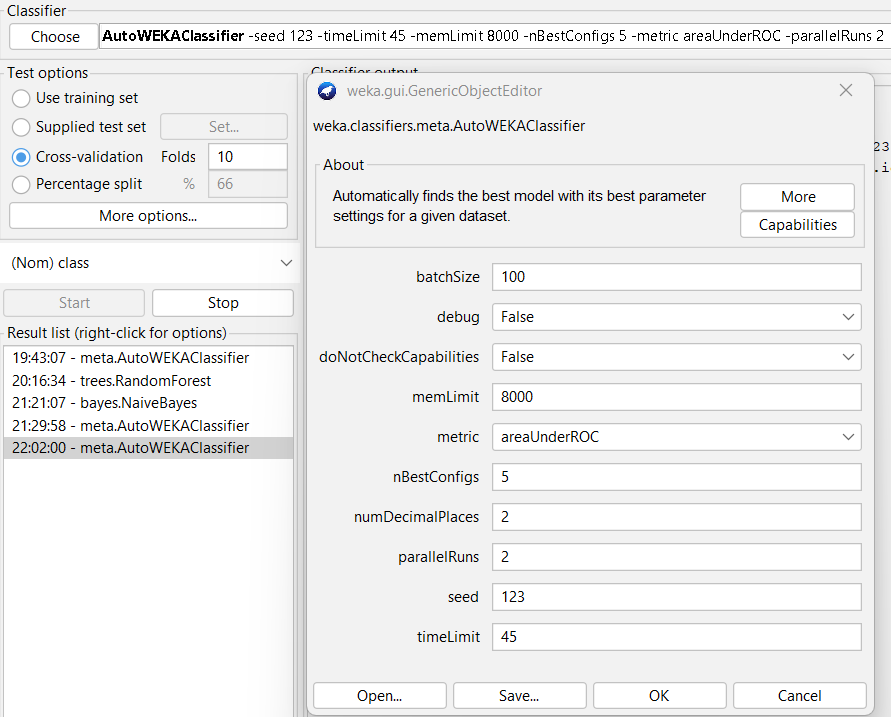 Classifier
Choose AutoWEKAClassifier -seed 123 -timeLimit 45 -memLimit 8000 -nBestConfigs 5 -metric areaUnderROC -parallelRuns 2
Test options
Use training set
Supplied test set Set...
Cross-validation Folds 10
Percentage split % 66
More options...
(Nom) class
Start Stop
Result list (right-click for options)
19:43:07 - meta.AutoWEKAClassifier
20:16:34 - trees.RandomForest
21:21:07 - bayes.NaiveBayes
21:29:58 - meta.AutoWEKAClassifier
22:02:00 - meta.AutoWEKAClassifier
Classifier output
23
.i
weka.gui.GenericObjectEditor
weka.classifiers.meta.AutoWEKAClassifier
About
Automatically finds the best model with its best parameter
settings for a given dataset.
More
Capabilities
batchSize 100
debug False
doNotCheckCapabilities False
memLimit 8000
metric areaUnderROC
nBestConfigs 5
numDecimalPlaces 2
parallelRuns 2
seed 123
timeLimit 45
Open... Save... OK Cancel